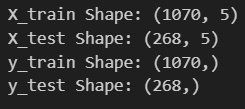 X_train Shape: (1070, 5)
X_test Shape: (268, 5)
y_train Shape: (1070,)
y_test Shape: (268,)